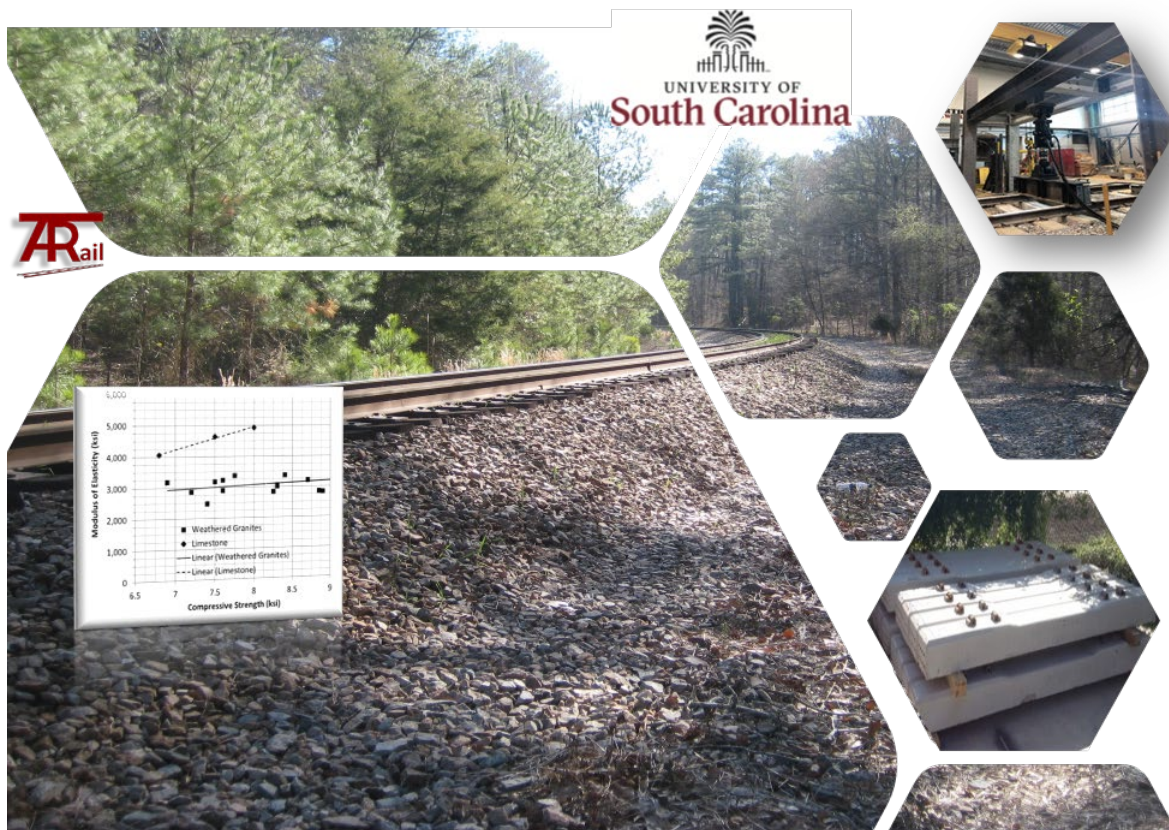 UNIVERSITY OF
South Carolina
TARail
6,000
5,000
4,000
3,000
2,000
1,000
0
Modulus of Elasticity (ksi)
Weathered Granites
Limestone
Linear (Weathered Granites)
Linear (Limestone)
6.5 7 7.5 8 8.5 9
Compressive Strength (ksi)